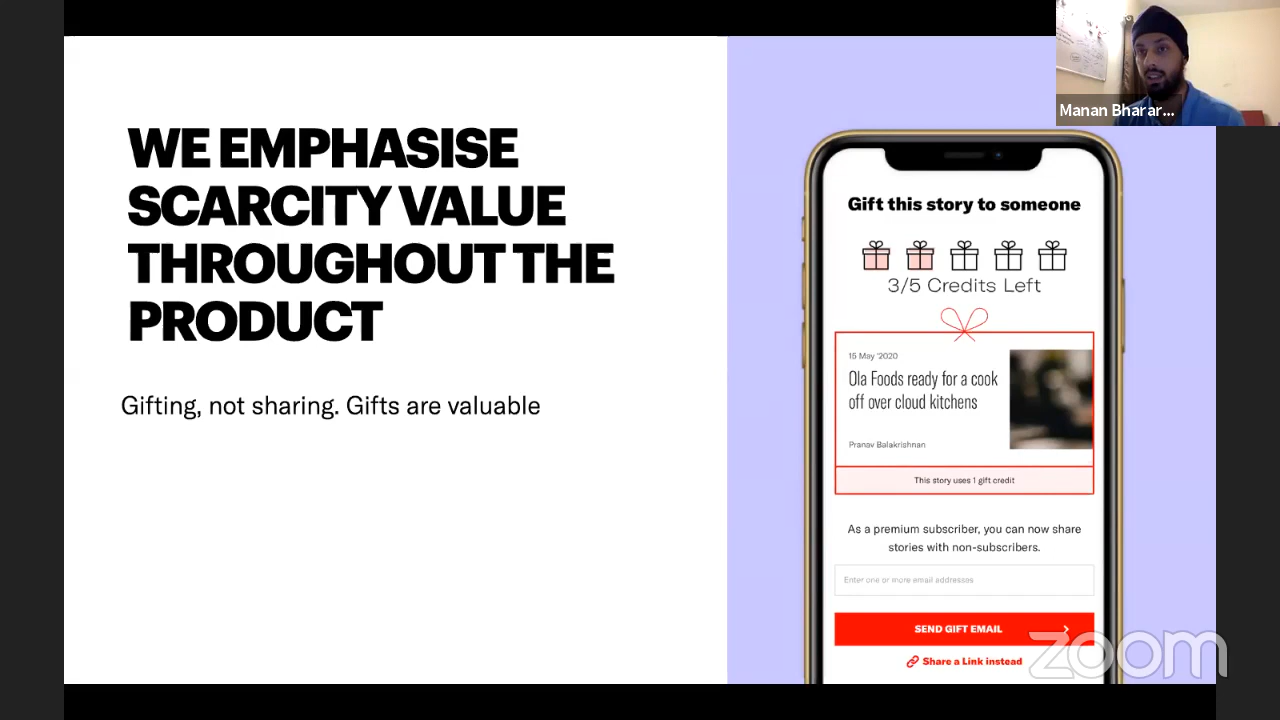 WE EMPHASISE
SCARCITY VALUE
THROUGHOUT THE
PRODUCT
Gifting, not sharing. Gifts are valuable
Manan Bharar...
Gift this story to someone
3/5 Credits Left
15 May '2020
Ola Foods ready for a cook
off over cloud kitchens
Pranav Balakrishnan
This story uses 1 gift credit
As a premium subscriber, you can now share
stories with non-subscribers.
Enter one or more email addresses
SEND GIFT EMAIL
Share a Link instead
zoom